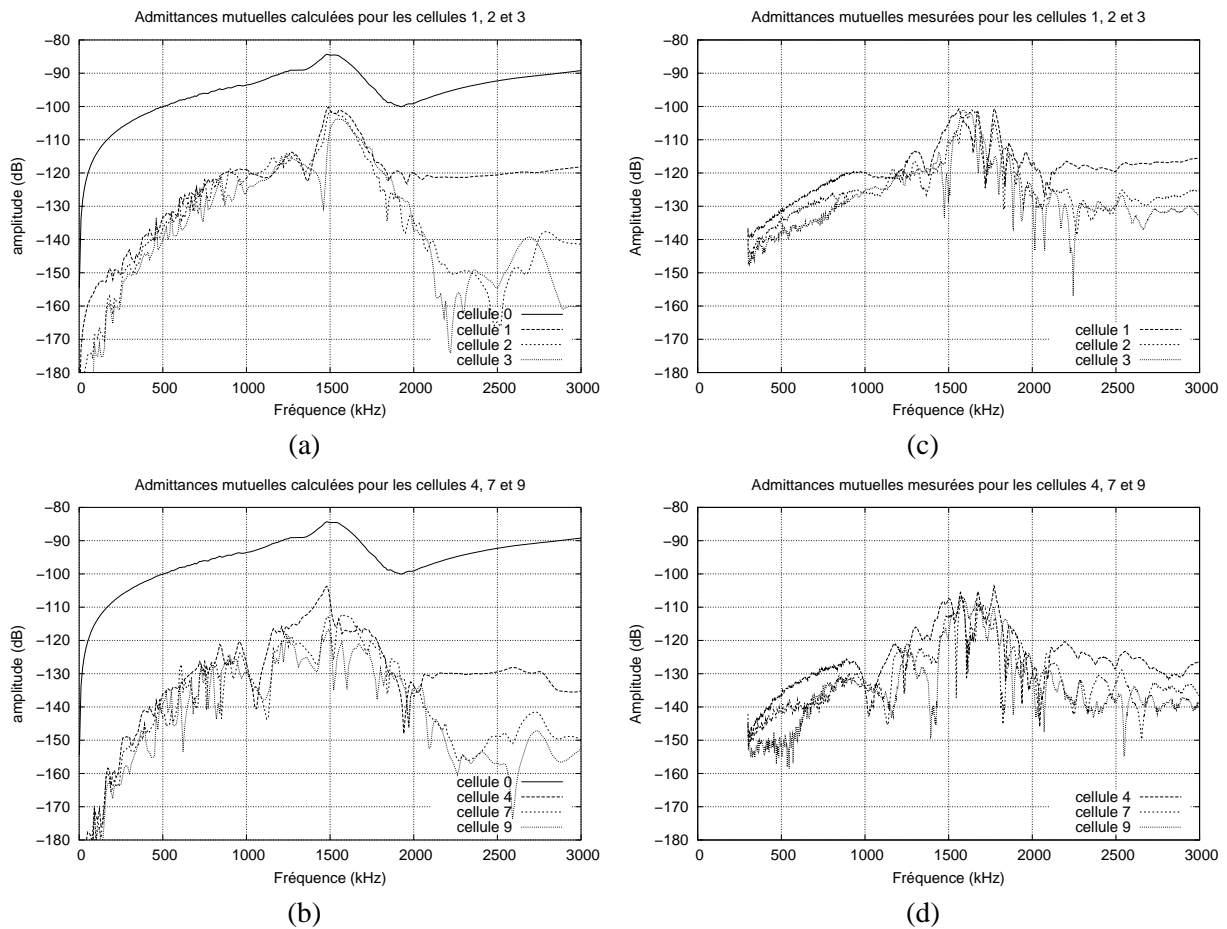 Admittances mutuelles calculées pour les cellules 1, 2 et 3
−80
−90
−100
−110
−120
−130
−140
−150
−160
−170
−180
amplitude (dB)
cellule 0
cellule 1
cellule 2
cellule 3
0 500 1000 1500 2000 2500 3000
Fréquence (kHz)
(a)
Admittances mutuelles mesurées pour les cellules 1, 2 et 3
−80
−90
−100
−110
−120
−130
−140
−150
−160
−170
−180
Amplitude (dB)
cellule 1
cellule 2
cellule 3
0 500 1000 1500 2000 2500 3000
Fréquence (kHz)
(c)
Admittances mutuelles calculées pour les cellules 4, 7 et 9
−80
−90
−100
−110
−120
−130
−140
−150
−160
−170
−180
amplitude (dB)
cellule 0
cellule 4
cellule 7
cellule 9
0 500 1000 1500 2000 2500 3000
Fréquence (kHz)
(b)
Admittances mutuelles mesurées pour les cellules 4, 7 et 9
−80
−90
−100
−110
−120
−130
−140
−150
−160
−170
−180
Amplitude (dB)
cellule 4
cellule 7
cellule 9
0 500 1000 1500 2000 2500 3000
Fréquence (kHz)
(d)